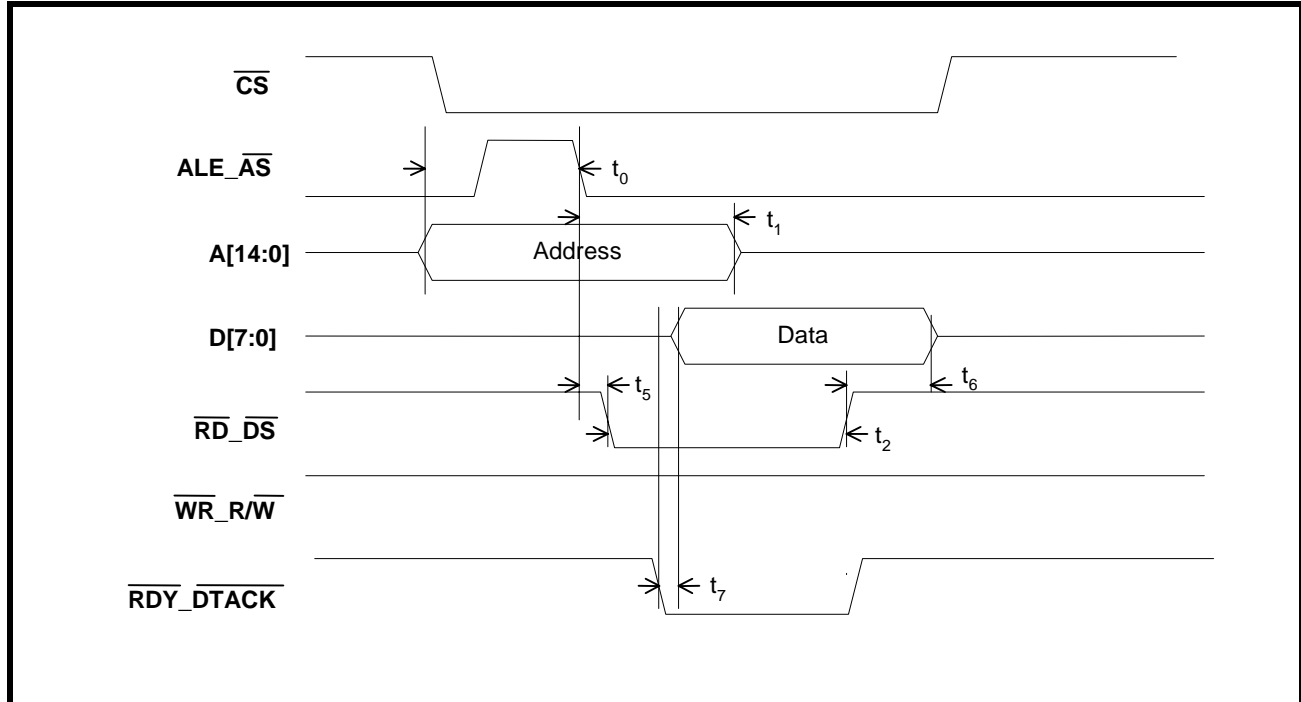 CS
ALE_AS
t0
t1
A[14:0]
Address
D[7:0]
Data
t5
t6
RD_DS
t2
WR_R/W
RDY_DTACK
t7